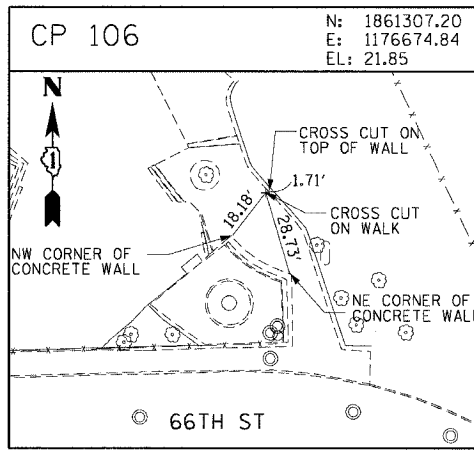 CP 106
N: 1861307.20
E: 1176674.84
EL: 21.85
N
1
CROSS CUT ON
TOP OF WALL
1.71'
CROSS CUT
ON WALK
18.18'
28.73'
NW CORNER OF
CONCRETE WALL
NE CORNER OF
CONCRETE WALL
66TH ST